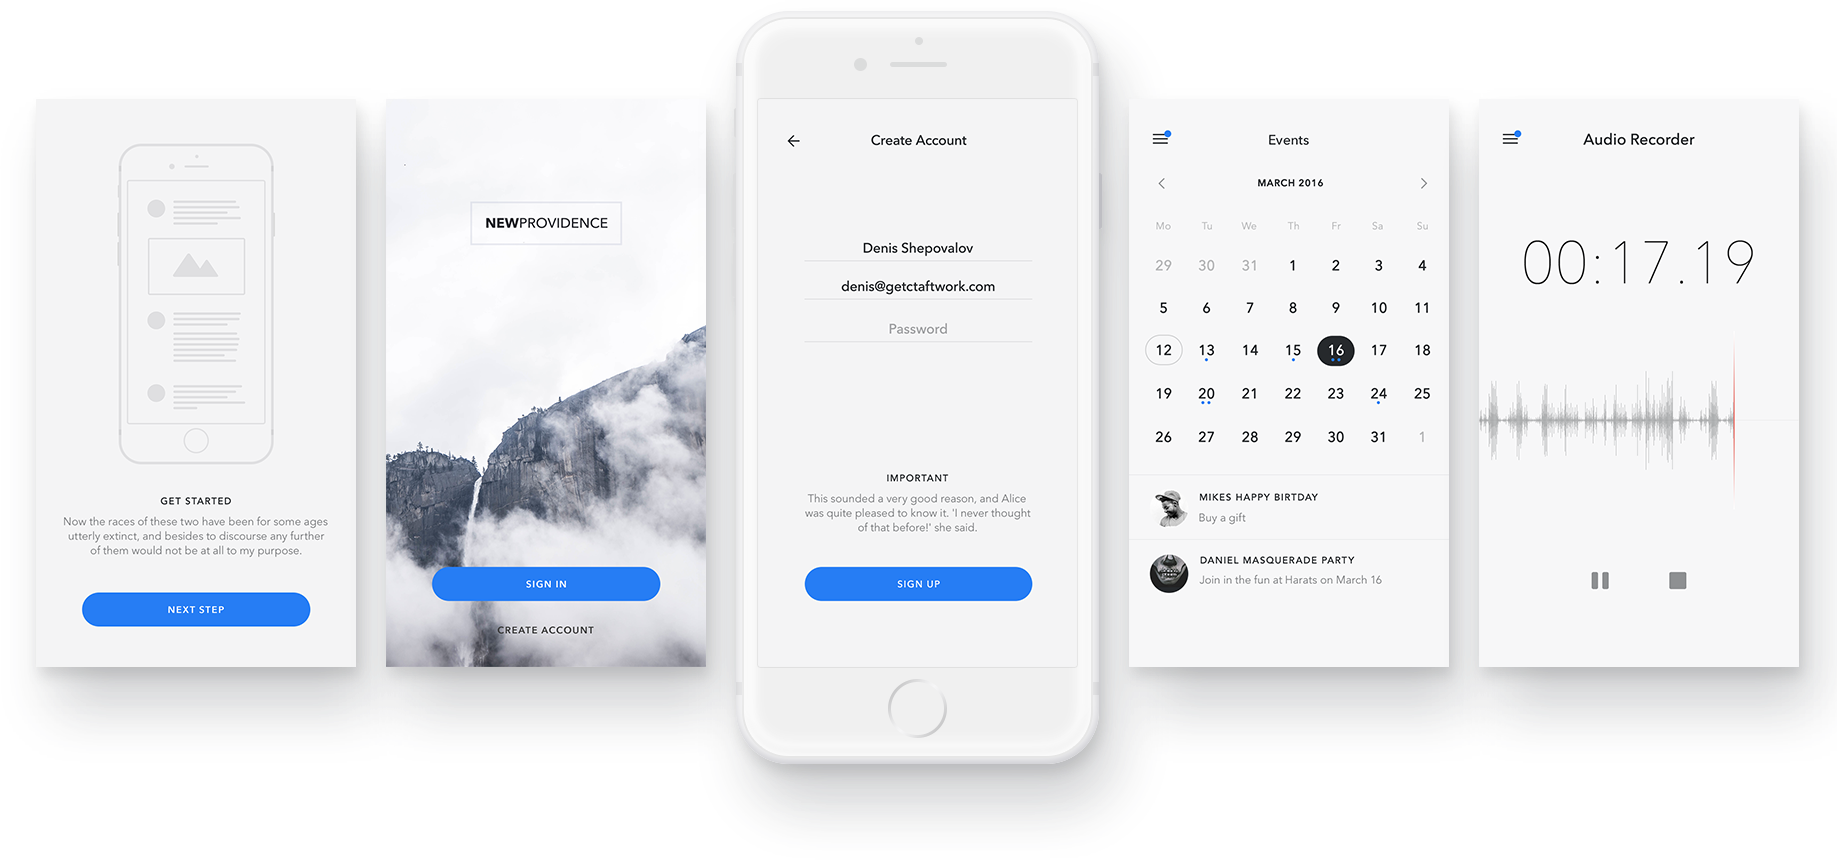 GET STARTED
Now the races of these two have been for some ages
utterly extinct, and besides to discourse any further
of them would not be at all to my purpose.
NEXT STEP
NEWPROVIDENCE
SIGN IN
CREATE ACCOUNT
Create Account
Denis Shepovalov
denis@getctaftwork.com
Password
IMPORTANT
This sounded a very good reason, and Alice
was quite pleased to know it. 'I never thought
of that before!' she said.
SIGN UP
Events
MARCH 2016
Mo Tu We Th Fr Sa Su
29 30 31 1 2 3 4
5 6 7 8 9 10 11
12 13 14 15 16 17 18
19 20 21 22 23 24 25
26 27 28 29 30 31 1
MIKES HAPPY BIRTDAY
Buy a gift
DANIEL MASQUERADE PARTY
Join in the fun at Harats on March 16
Audio Recorder
00:17.19